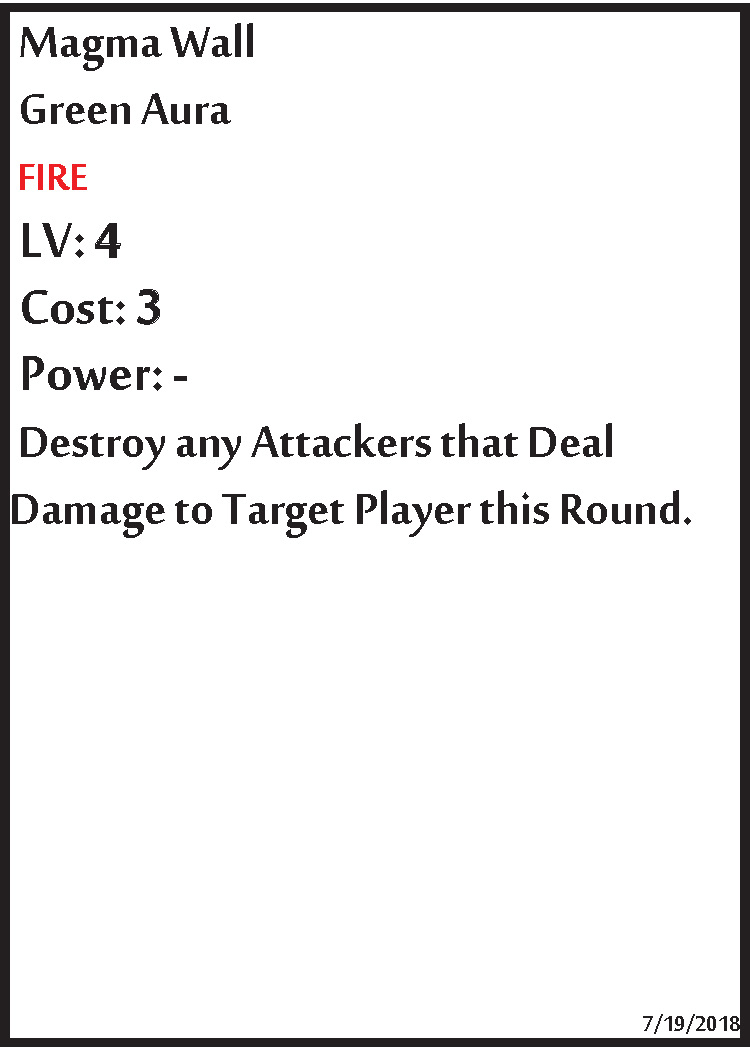 Magma Wall
Green Aura
FIRE
LV: 4
Cost: 3
Power: -
Destroy any Attackers that Deal
Damage to Target Player this Round.
7/19/2018